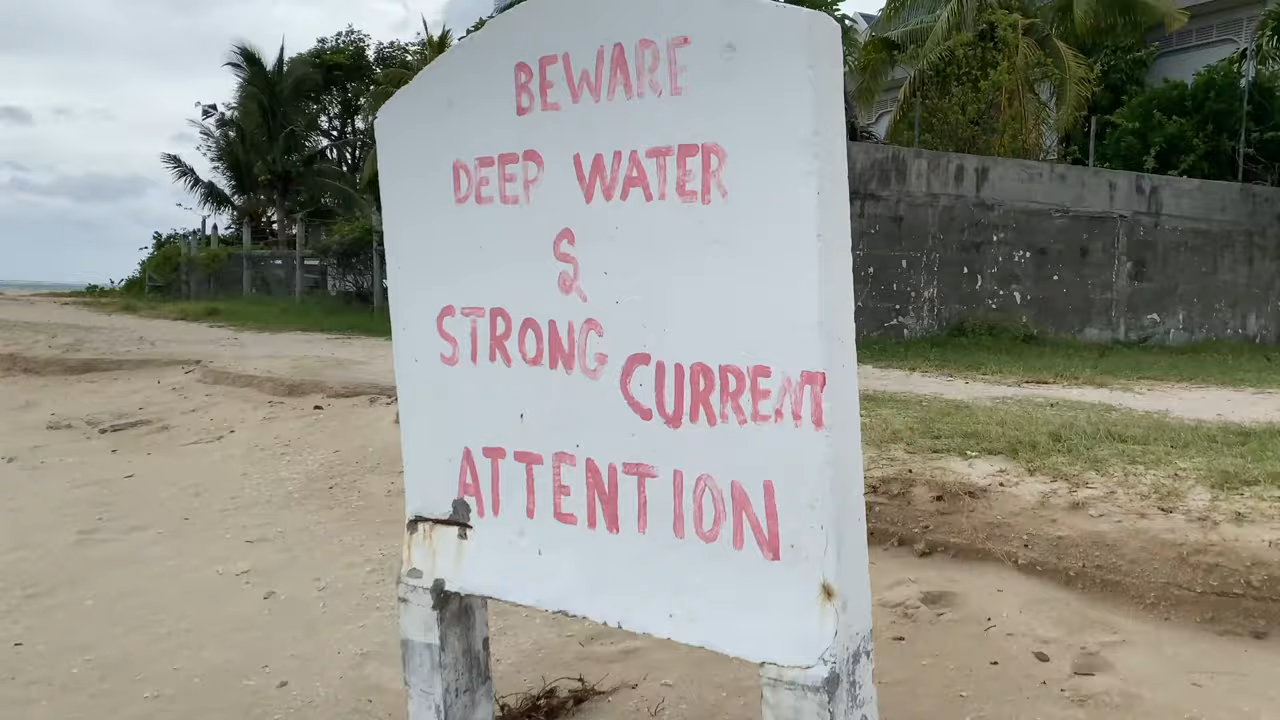 BEWARE
DEEP WATER
&
STRONG CURRENT
ATTENTION